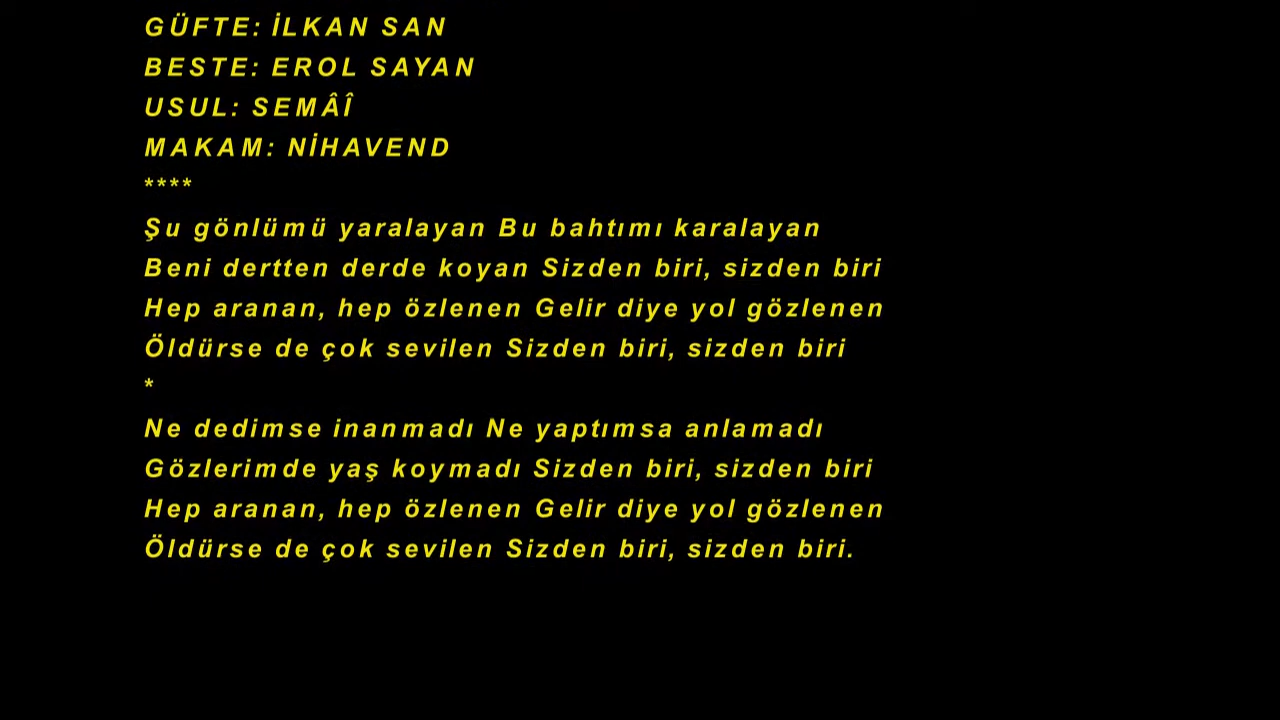 GÜFTE: İLKAN SAN
BESTE: EROL SAYAN
USUL: SEMÂÎ
MAKAM: NİHAVEND
****
Şu gönlümü yaralayan Bu bahtımı karalayan
Beni dertten derde koyan Sizden biri, sizden biri
Hep aranan, hep özlenen Gelir diye yol gözlenen
Öldürse de çok sevilen Sizden biri, sizden biri
*
Ne dedimse inanmadı Ne yaptımsa anlamadı
Gözlerimde yaş koymadı Sizden biri, sizden biri
Hep aranan, hep özlenen Gelir diye yol gözlenen
Öldürse de çok sevilen Sizden biri, sizden biri.